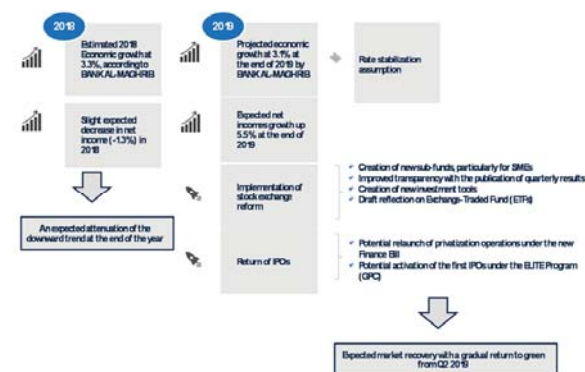 2018
Estimated 2018
Economic growth at
3.3%, according to
BANK AL-MAGHRIB
Slight expected
decrease in net
income (-1.3%) in
2018
An expected attenuation of the
downward trend at the end of the year
2019
Projected economic
growth at 3.1% at
the end of 2019 by
BANK AL-MAGHRIB
Rate stabilization
assumption
Expected net
incomes growth up
5.5% at the end of
2019
Implementation of
stock exchange
reform
Creation of new sub-funds, particularly for SMEs
Improved transparency with the publication of quarterly results
Creation of new investment tools
Draft reflection on Exchange-Traded Fund (ETFs)
Return of IPOs
Potential relaunch of privatization operations under the new
Finance Bill
Potential activation of the first IPOs under the ELITE Program
Expected market recovery with a gradual return to green
from Q2 2019